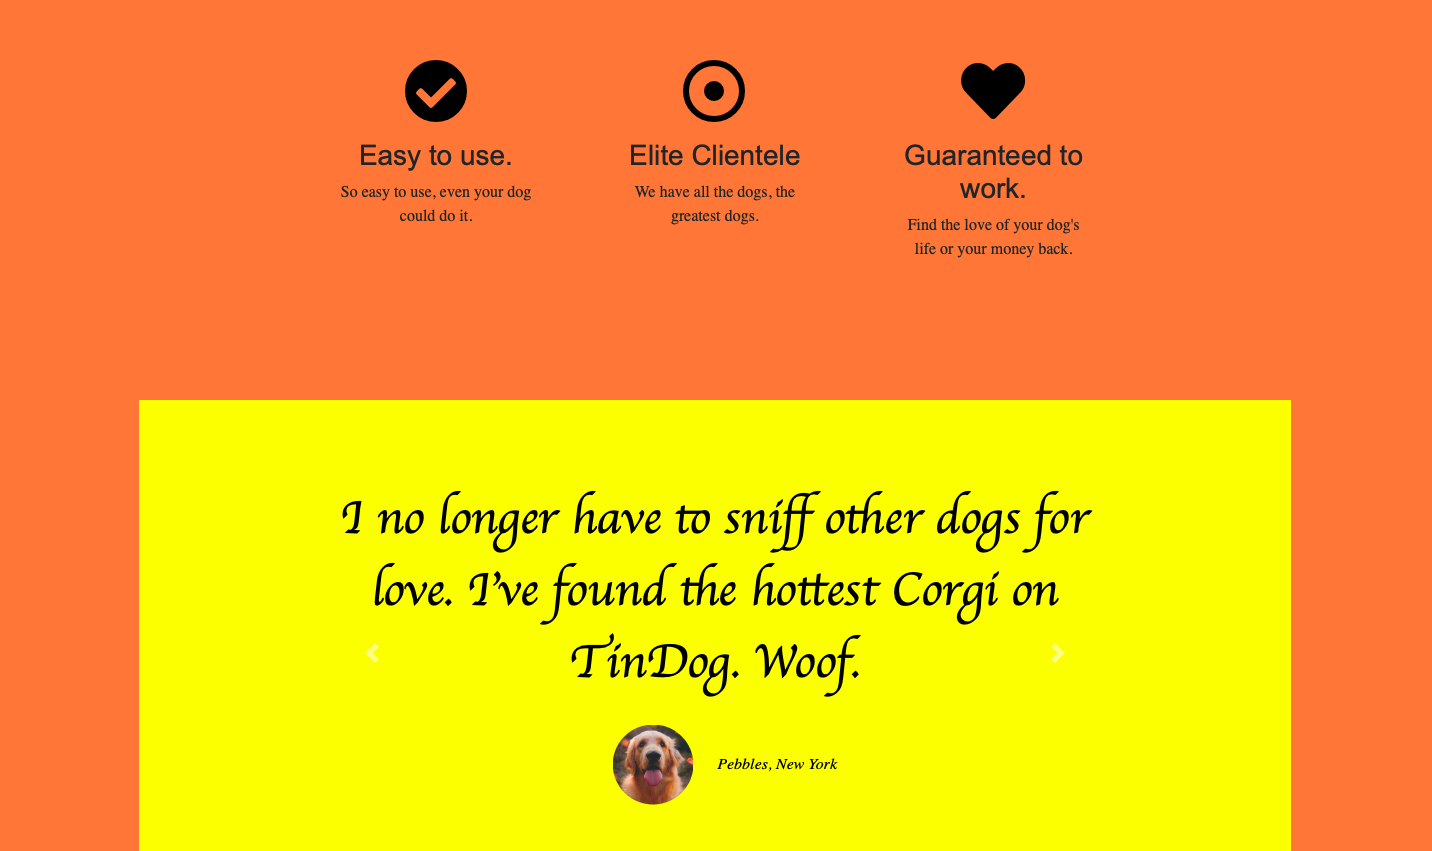 Easy to use.
So easy to use, even your dog
could do it.
Elite Clientele
We have all the dogs, the
greatest dogs.
Guaranteed to
work.
Find the love of your dog's
life or your money back.
I no longer have to sniff other dogs for
love. I've found the hottest Corgi on
TinDog. Woof.
Pebbles, New York